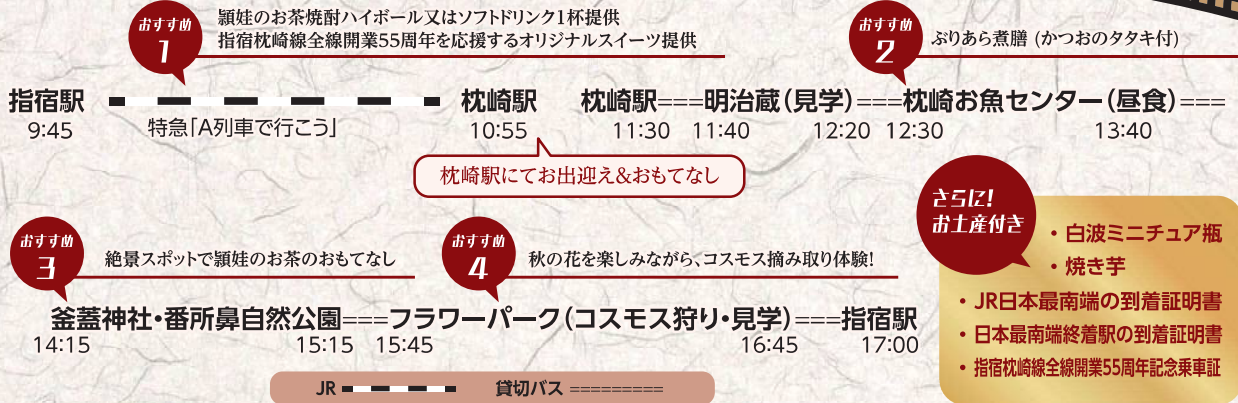 おすすめ
1
頴娃のお茶焼酎ハイボール又はソフトドリンク1杯提供
指宿枕崎線全線開業55周年を応援するオリジナルスイーツ提供
おすすめ
2
ぶりあら煮膳 (かつおのタタキ付)
指宿駅 枕崎駅 枕崎駅===明治蔵(見学)===枕崎お魚センター(昼食)===
9:45 特急「A列車で行こう」 10:55 11:30 11:40 12:20 12:30 13:40
枕崎駅にてお出迎え&おもてなし
おすすめ
3
絶景スポットで頴娃のお茶のおもてなし
おすすめ
4
秋の花を楽しみながら、コスモス摘み取り体験!
釜蓋神社・番所鼻自然公園===フラワーパーク(コスモス狩り・見学)===指宿駅
14:15 15:15 15:45 16:45 17:00
さらに!
お土産付き
・白波ミニチュア瓶
・焼き芋
・JR日本最南端の到着証明書
・日本最南端終着駅の到着証明書
・指宿枕崎線全線開業55周年記念乗車証
JR 貸切バス =========